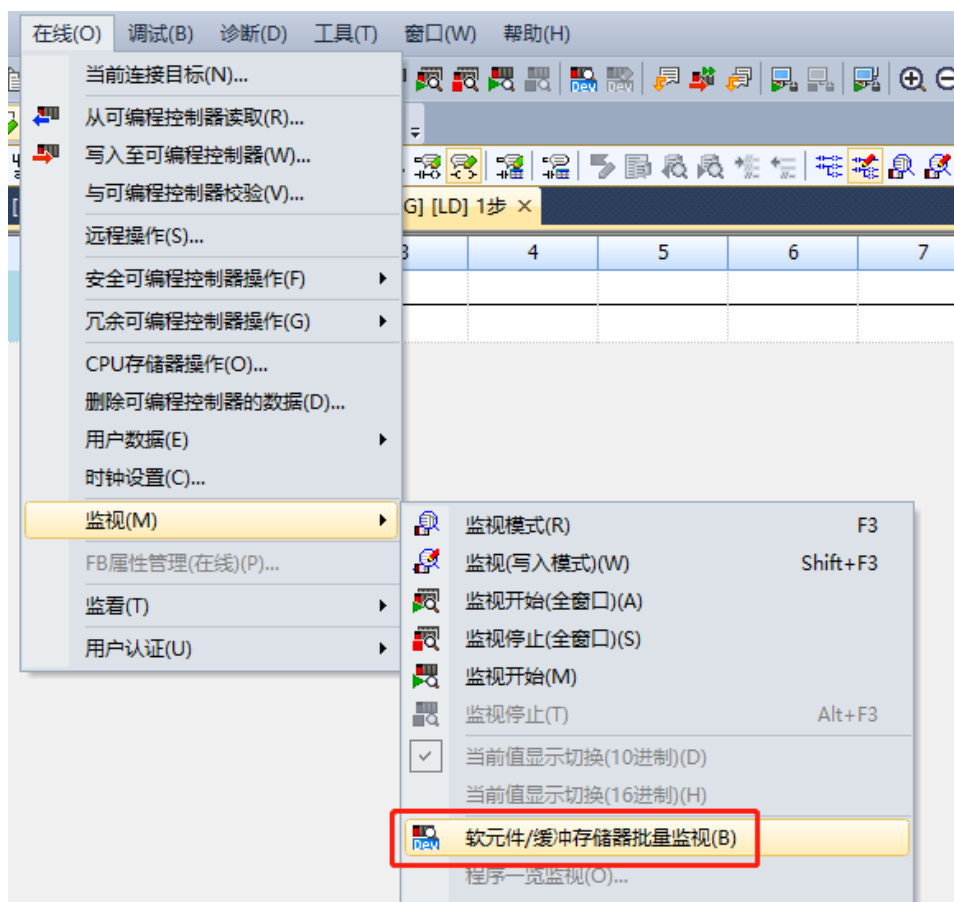 在线(O) 调试(B) 诊断(D) 工具(T) 窗口(W) 帮助(H)
当前连接目标(N)...
从可编程控制器读取(R)...
写入至可编程控制器(W)...
与可编程控制器校验(V)...
G] [LD] 1步
远程操作(S)...
3 4 5 6 7
安全可编程控制器操作(F)
冗余可编程控制器操作(G)
CPU存储器操作(O)...
删除可编程控制器的数据(D)...
用户数据(E)
时钟设置(C)...
监视(M)
监视模式(R) F3
FB属性管理(在线)(P)...
监视(写入模式)(W) Shift+F3
监看(T)
监视开始(全窗口)(A)
用户认证(U)
监视停止(全窗口)(S)
监视开始(M)
监视停止(T) Alt+F3
当前值显示切换(10进制)(D)
当前值显示切换(16进制)(H)
Dev 软元件/缓冲存储器批量监视(B)
程序一览监视(O)...